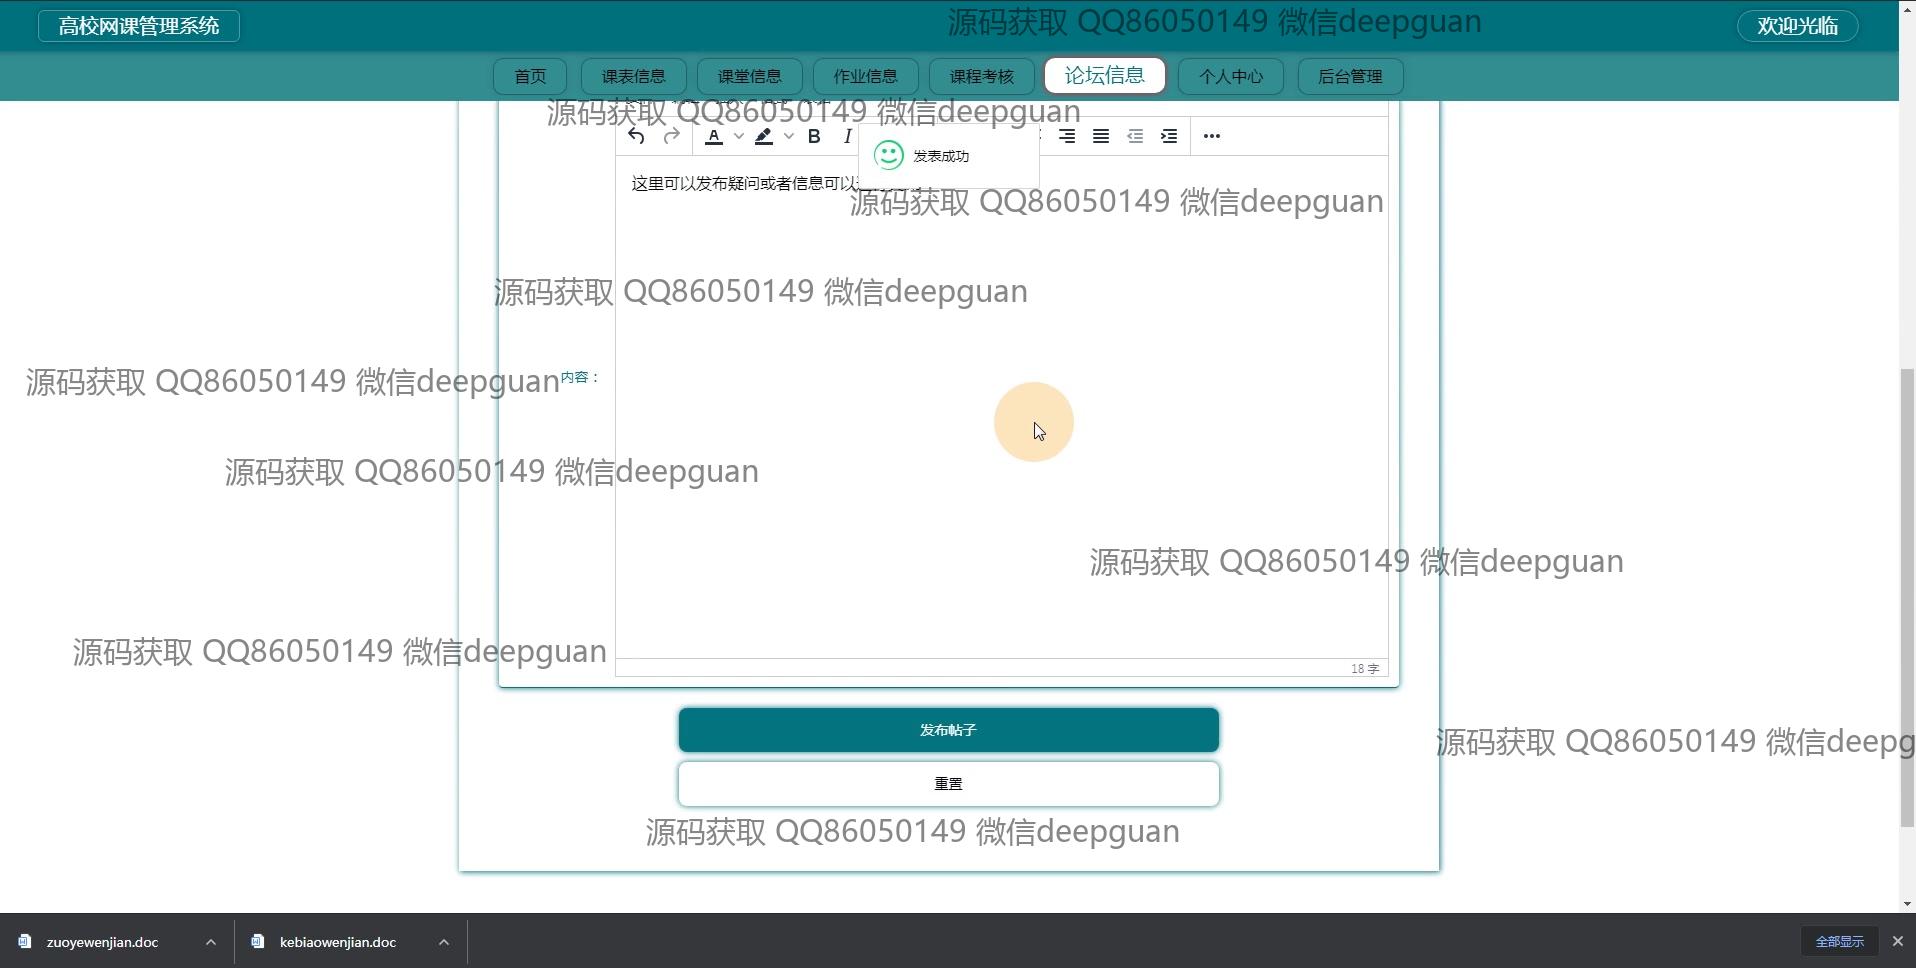 高校网课管理系统
源码获取 QQ86050149 微信deepguan
欢迎光临
首页 课表信息 课堂信息 作业信息 课程考核 论坛信息 个人中心 后台管理
源码获取 QQ86050149 微信deepguan
A B I
发表成功
这里可以发布疑问或者信息可以
源码获取 QQ86050149 微信deepguan
源码获取 QQ86050149 微信deepguan
源码获取 QQ86050149 微信deepguan
内容：
源码获取 QQ86050149 微信deepguan
源码获取 QQ86050149 微信deepguan
源码获取 QQ86050149 微信deepguan
18 字
发布帖子
源码获取 QQ86050149 微信deepg
重置
源码获取 QQ86050149 微信deepguan
zuoyewenjian.doc kebiaowenjian.doc 全部显示